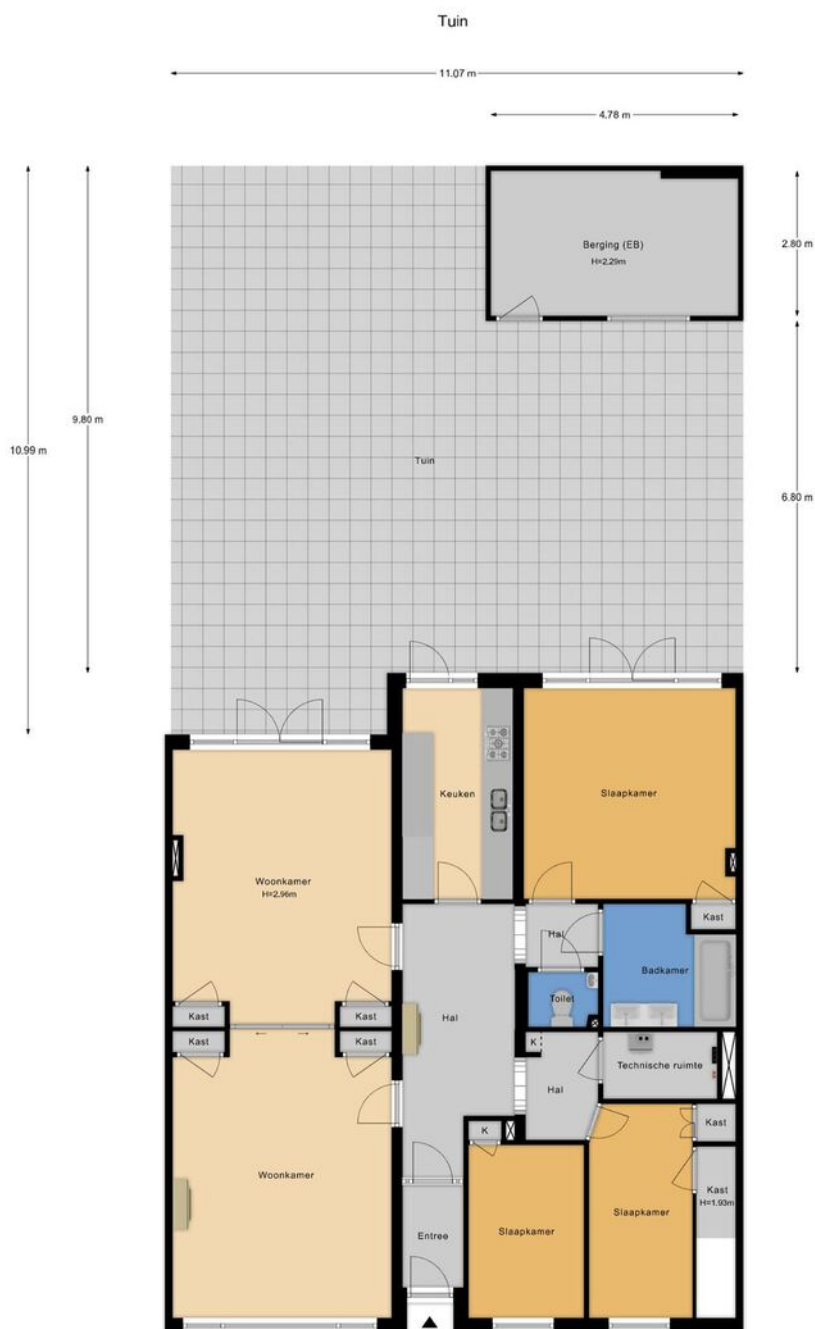 Tuin
11.07 m
4.78 m
Berging (EB)
H=2.29m
2.80 m
9.80 m
10.99 m
Tuin
6.80 m
Keuken
Slaapkamer
Woonkamer
H=2.96m
Kast
Hal
Badkamer
Toilet
Kast
Kast
Hal
Kast
Kast
K
Technische ruimte
Hal
Kast
K
Woonkamer
Kast
H=1.93m
Slaapkamer
Slaapkamer
Entree